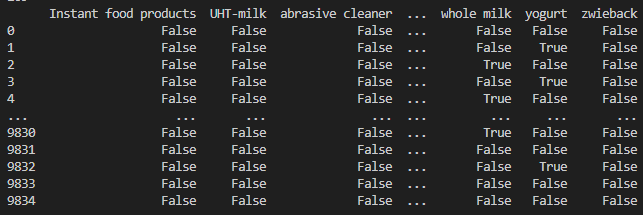 Instant food products UHT-milk abrasive cleaner ... whole milk yogurt zwieback
0 False False False ... False False False
1 False False False ... False True False
2 False False False ... True False False
3 False False False ... False True False
4 False False False ... True False False
... ... ... ... ... ... ... ...
9830 False False False ... True False False
9831 False False False ... False False False
9832 False False False ... False True False
9833 False False False ... False False False
9834 False False False ... False False False